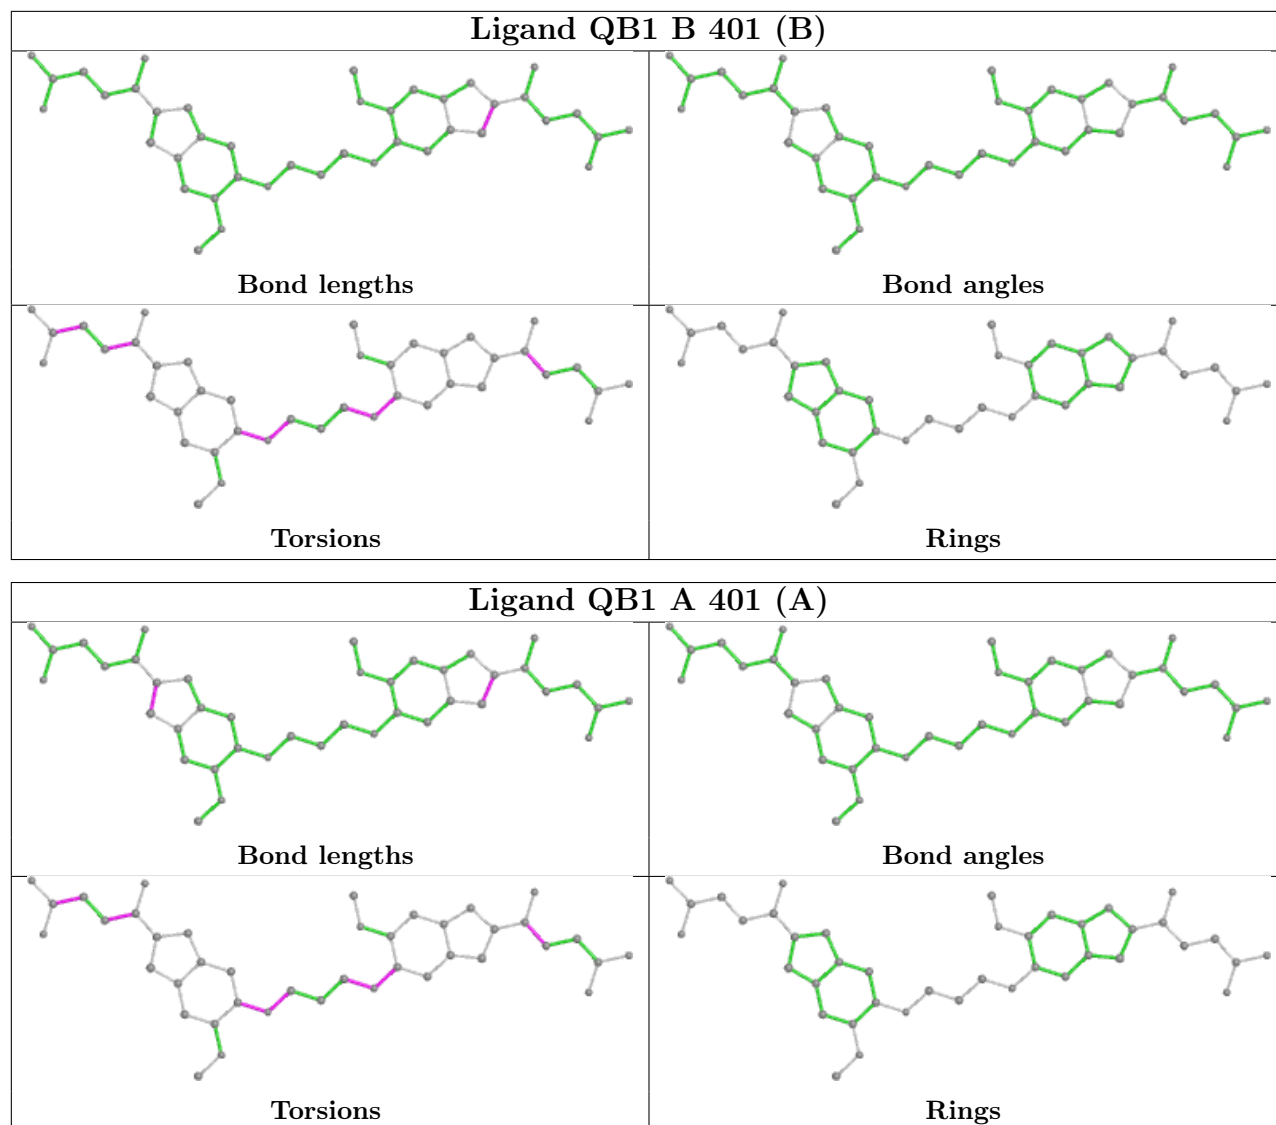 Ligand QB1 B 401 (B)
Bond lengths
Bond angles
Torsions
Rings
Ligand QB1 A 401 (A)
Bond lengths
Bond angles
Torsions
Rings